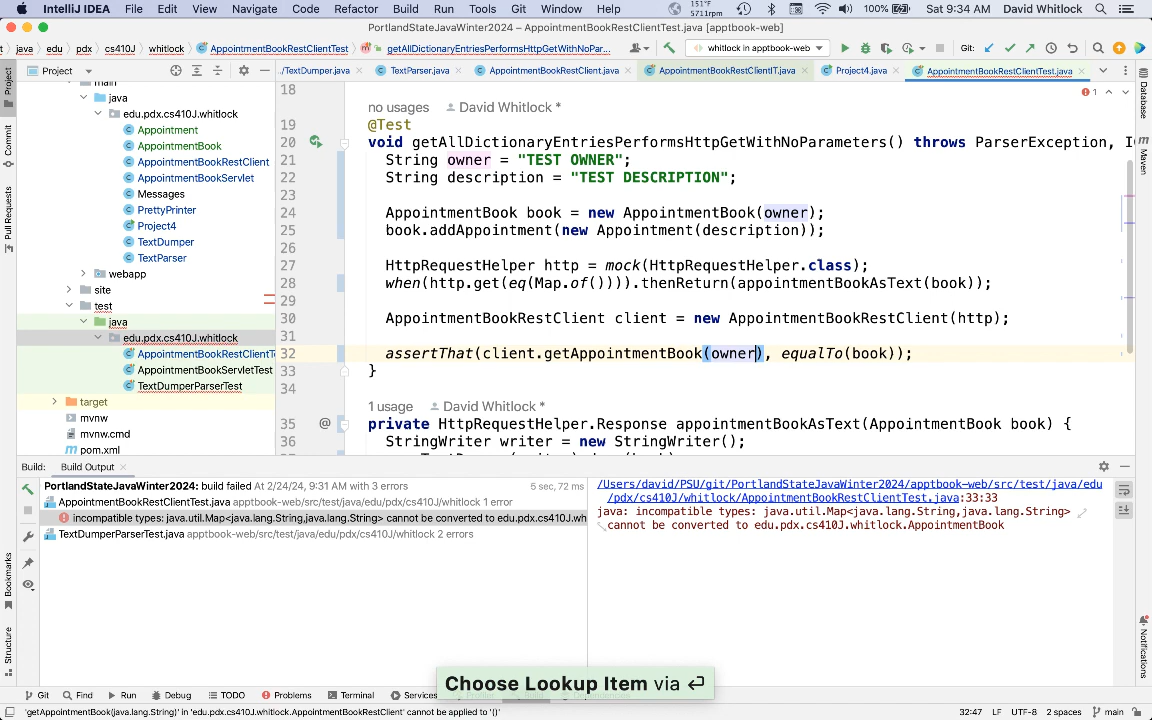 IntelliJ IDEA File Edit View Navigate Code Refactor Build Run Tools Git Window Help 151°F 5711rpm 100% Sat 9:34 AM David Whitlock
PortlandStateJavaWinter2024 – AppointmentBookRestClientTest.java [apptbook-web]
java edu pdx cs410J whitlock AppointmentBookRestClientTest getAllDictionaryEntriesPerformsHttpGetWithNoPar... whitlock in apptbook-web Git:
Project ./TextDumper.java TextParser.java AppointmentBookRestClient.java AppointmentBookRestClientIT.java Project4.java AppointmentBookRestClientTest.java
Project
Commit
Pull Requests
Bookmarks
Structure
Database
Maven
Notifications
main
java
edu.pdx.cs410J.whitlock
Appointment
AppointmentBook
AppointmentBookRestClient
AppointmentBookServlet
Messages
PrettyPrinter
Project4
TextDumper
TextParser
webapp
site
test
java
edu.pdx.cs410J.whitlock
AppointmentBookRestClientT
AppointmentBookServletTest
TextDumperParserTest
target
mvnw
mvnw.cmd
pom.xml
1
18
no usages David Whitlock *
19 @Test
20 void getAllDictionaryEntriesPerformsHttpGetWithNoParameters() throws ParserException, I
21 String owner = "TEST OWNER";
22 String description = "TEST DESCRIPTION";
23
24 AppointmentBook book = new AppointmentBook(owner);
25 book.addAppointment(new Appointment(description));
26
27 HttpRequestHelper http = mock(HttpRequestHelper.class);
28 when(http.get(eq(Map.of()))).thenReturn(appointmentBookAsText(book));
29
30 AppointmentBookRestClient client = new AppointmentBookRestClient(http);
31
32 assertThat(client.getAppointmentBook(owner), equalTo(book));
33 }
34
1 usage David Whitlock *
35 @ private HttpRequestHelper.Response appointmentBookAsText(AppointmentBook book) {
36 StringWriter writer = new StringWriter();
Build: Build Output
PortlandStateJavaWinter2024: build failed At 2/24/24, 9:31 AM with 3 errors 5 sec, 72 ms
AppointmentBookRestClientTest.java apptbook-web/src/test/java/edu/pdx/cs410J/whitlock 1 error
incompatible types: java.util.Map<java.lang.String,java.lang.String> cannot be converted to edu.pdx.cs410J.wh
TextDumperParserTest.java apptbook-web/src/test/java/edu/pdx/cs410J/whitlock 2 errors
/Users/david/PSU/git/PortlandStateJavaWinter2024/apptbook-web/src/test/java/edu
/pdx/cs410J/whitlock/AppointmentBookRestClientTest.java:33:33
java: incompatible types: java.util.Map<java.lang.String,java.lang.String>
cannot be converted to edu.pdx.cs410J.whitlock.AppointmentBook
Choose Lookup Item via ⏎
Git Find Run Debug TODO Problems Terminal Services
'getAppointmentBook(java.lang.String)' in 'edu.pdx.cs410J.whitlock.AppointmentBookRestClient' cannot be applied to '()' 32:47 LF UTF-8 2 spaces main